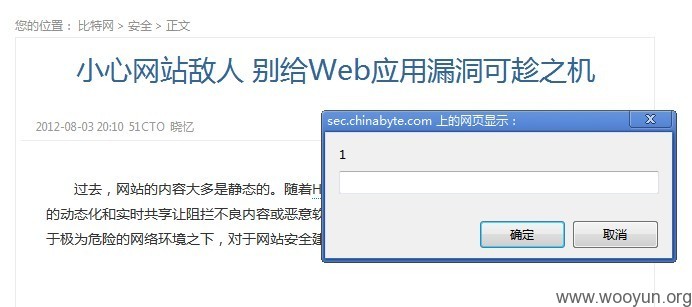 您的位置： 比特网 > 安全 > 正文
小心网站敌人 别给Web应用漏洞可趁之机
2012-08-03 20:10 51CTO 晓忆
sec.chinabyte.com 上的网页显示：
1
过去，网站的内容大多是静态的。随着H
的动态化和实时共享让阻拦不良内容或恶意软
于极为危险的网络环境之下，对于网站安全建
确定 取消
www.wooyun.org